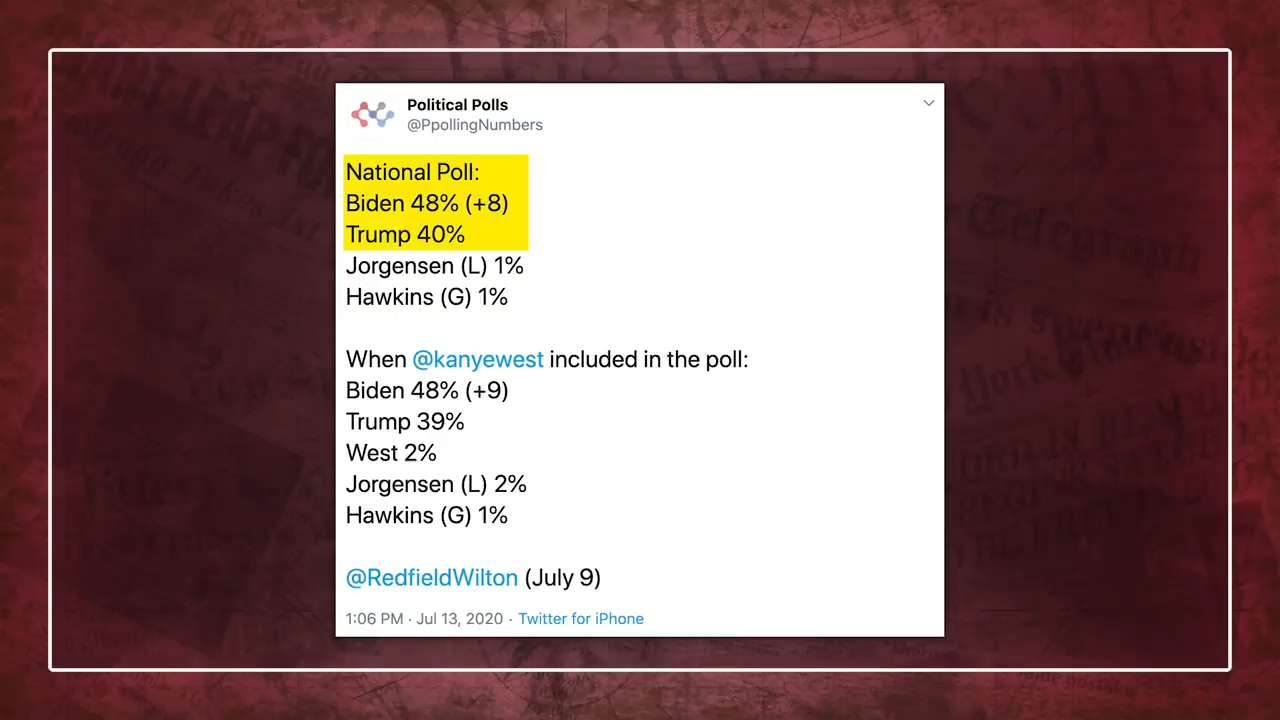 Political Polls
@PpollingNumbers
National Poll:
Biden 48% (+8)
Trump 40%
Jorgensen (L) 1%
Hawkins (G) 1%
When @kanyewest included in the poll:
Biden 48% (+9)
Trump 39%
West 2%
Jorgensen (L) 2%
Hawkins (G) 1%
@RedfieldWilton (July 9)
1:06 PM · Jul 13, 2020 · Twitter for iPhone
Telegraph